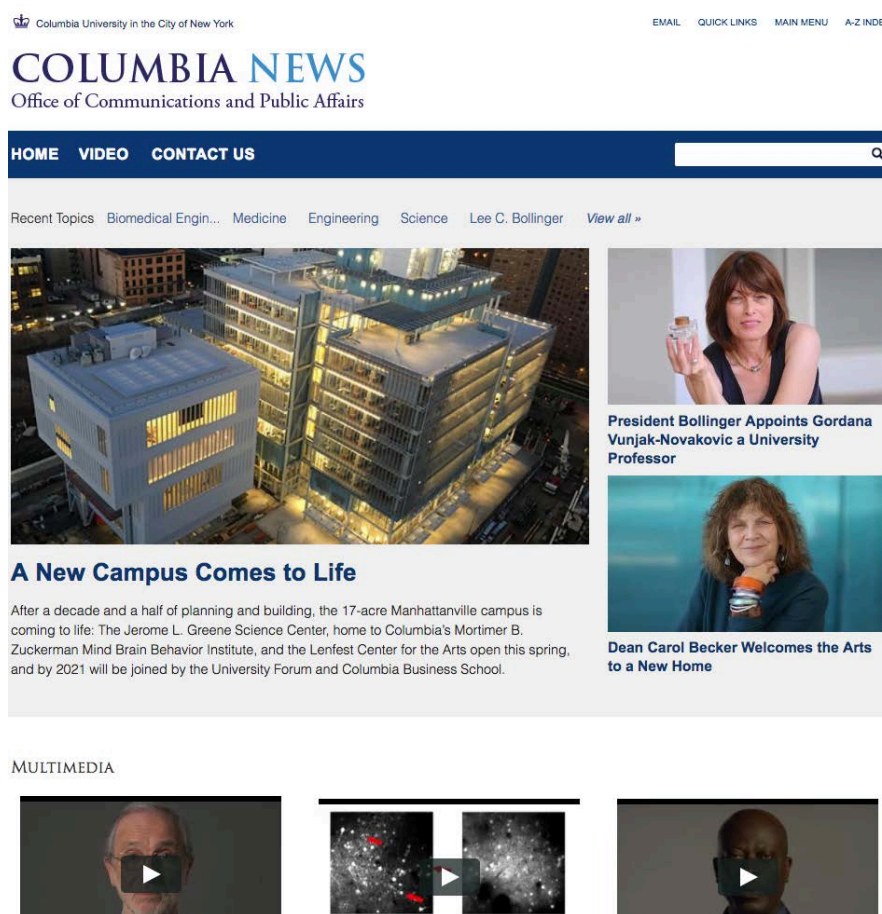 Columbia University in the City of New York
EMAIL QUICK LINKS MAIN MENU A-Z INDE
COLUMBIA NEWS
Office of Communications and Public Affairs
HOME VIDEO CONTACT US
Recent Topics Biomedical Engin... Medicine Engineering Science Lee C. Bollinger View all »
A New Campus Comes to Life
After a decade and a half of planning and building, the 17-acre Manhattanville campus is
coming to life: The Jerome L. Greene Science Center, home to Columbia's Mortimer B.
Zuckerman Mind Brain Behavior Institute, and the Lenfest Center for the Arts open this spring,
and by 2021 will be joined by the University Forum and Columbia Business School.
President Bollinger Appoints Gordana
Vunjak-Novakovic a University
Professor
Dean Carol Becker Welcomes the Arts
to a New Home
MULTIMEDIA